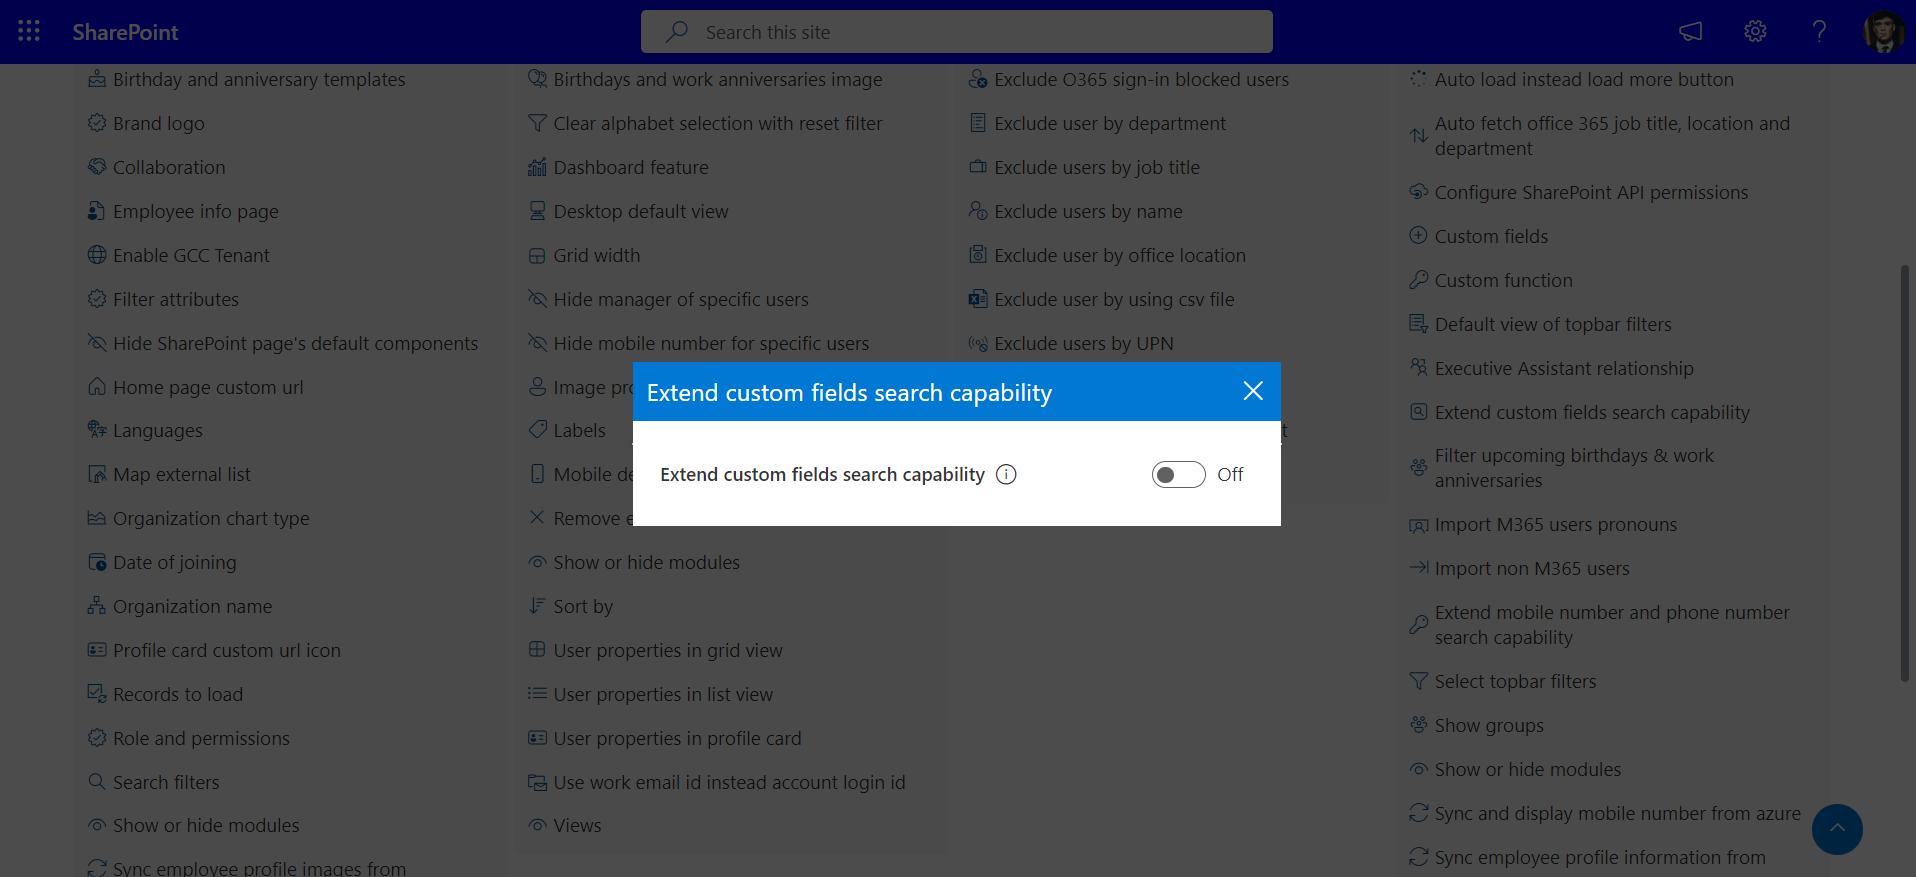 SharePoint
Search this site
Birthday and anniversary templates
Brand logo
Collaboration
Employee info page
Enable GCC Tenant
Filter attributes
Hide SharePoint page's default components
Home page custom url
Languages
Map external list
Organization chart type
Date of joining
Organization name
Profile card custom url icon
Records to load
Role and permissions
Search filters
Show or hide modules
Sync employee profile images from
Birthdays and work anniversaries image
Clear alphabet selection with reset filter
Dashboard feature
Desktop default view
Grid width
Hide manager of specific users
Hide mobile number for specific users
Image
Labels
Mobile
Remove
Show or hide modules
Sort by
User properties in grid view
User properties in list view
User properties in profile card
Use work email id instead account login id
Views
Exclude O365 sign-in blocked users
Exclude user by department
Exclude users by job title
Exclude users by name
Exclude user by office location
Exclude user by using csv file
Exclude users by UPN
Extend custom fields search capability
Extend custom fields search capability
Off
Auto load instead load more button
Auto fetch office 365 job title, location and
department
Configure SharePoint API permissions
Custom fields
Custom function
Default view of topbar filters
Executive Assistant relationship
Extend custom fields search capability
Filter upcoming birthdays & work
anniversaries
Import M365 users pronouns
Import non M365 users
Extend mobile number and phone number
search capability
Select topbar filters
Show groups
Show or hide modules
Sync and display mobile number from azure
Sync employee profile information from